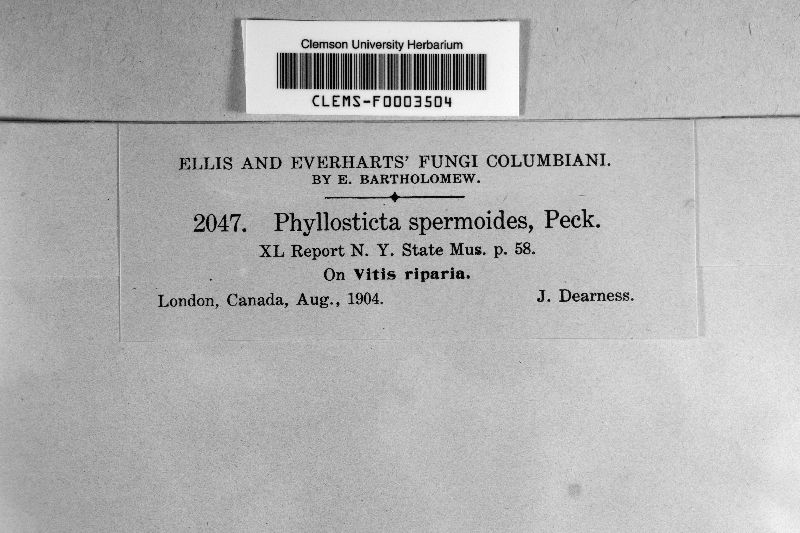 Clemson University Herbarium
CLEMS-F0003504
ELLIS AND EVERHARTS' FUNGI COLUMBIANI.
BY E. BARTHOLOMEW.
2047. Phyllosticta spermoides, Peck.
XL Report N. Y. State Mus. p. 58.
On Vitis riparia.
London, Canada, Aug., 1904. J. Dearness.